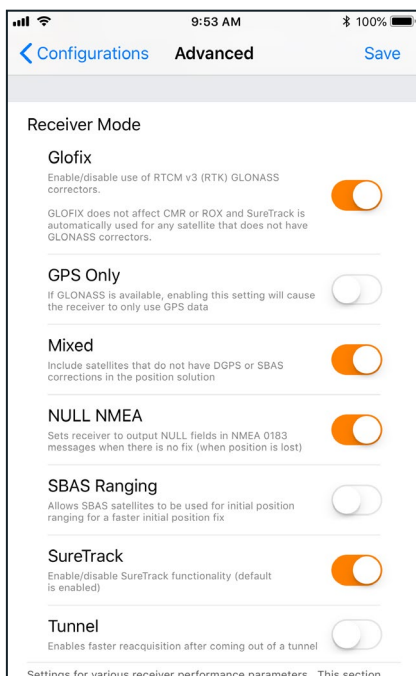 9:53 AM
100%
Configurations
Advanced
Save
Receiver Mode
Glofix
Enable/disable use of RTCM v3 (RTK) GLONASS
correctors.
GLOFIX does not affect CMR or ROX and SureTrack is
automatically used for any satellite that does not have
GLONASS correctors.
GPS Only
If GLONASS is available, enabling this setting will cause
the receiver to only use GPS data
Mixed
Include satellites that do not have DGPS or SBAS
corrections in the position solution
NULL NMEA
Sets receiver to output NULL fields in NMEA 0183
messages when there is no fix (when position is lost)
SBAS Ranging
Allows SBAS satellites to be used for initial position
ranging for a faster initial position fix
SureTrack
Enable/disable SureTrack functionality (default
is enabled)
Tunnel
Enables faster reacquisition after coming out of a tunnel
Settings for various receiver performance parameters. This section